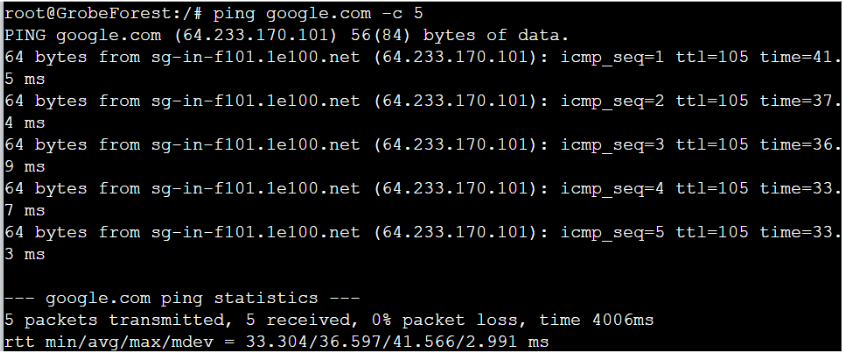 root@GrobeForest:/# ping google.com -c 5
PING google.com (64.233.170.101) 56(84) bytes of data.
64 bytes from sg-in-f101.1e100.net (64.233.170.101): icmp_seq=1 ttl=105 time=41.
5 ms
64 bytes from sg-in-f101.1e100.net (64.233.170.101): icmp_seq=2 ttl=105 time=37.
4 ms
64 bytes from sg-in-f101.1e100.net (64.233.170.101): icmp_seq=3 ttl=105 time=36.
9 ms
64 bytes from sg-in-f101.1e100.net (64.233.170.101): icmp_seq=4 ttl=105 time=33.
7 ms
64 bytes from sg-in-f101.1e100.net (64.233.170.101): icmp_seq=5 ttl=105 time=33.
3 ms
--- google.com ping statistics ---
5 packets transmitted, 5 received, 0% packet loss, time 4006ms
rtt min/avg/max/mdev = 33.304/36.597/41.566/2.991 ms